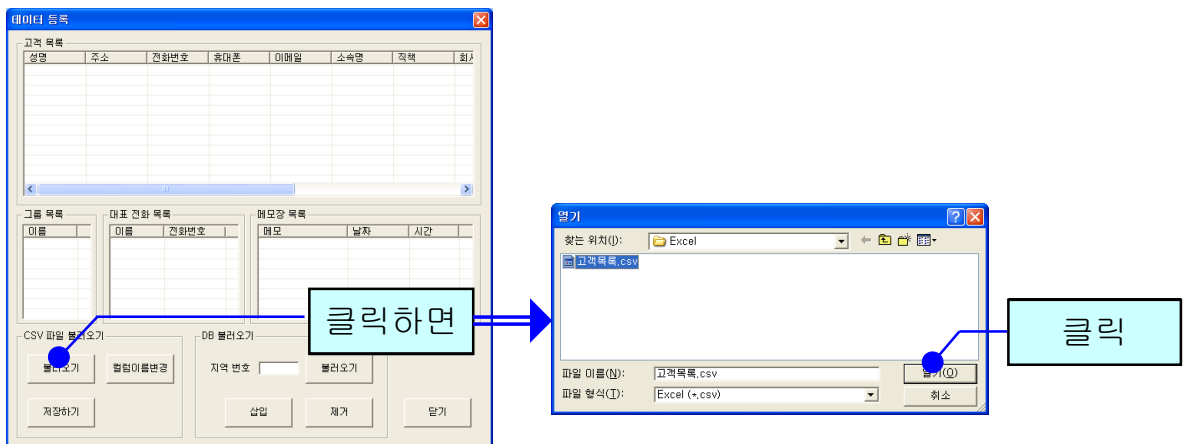 데이터 등록
고객 목록
성명 주소 전화번호 휴대폰 이메일 소속명 직책
그룹 목록 대표 전화 목록 메모장 목록
이름 이름 전화번호 메모 날짜 시간
CSV 파일 불러오기 DB 불러오기
불러오기 컬럼이름변경 지역 번호 불러오기
저장하기 삽입 제거 닫기
클릭하면
열기
찾는 위치(I): Excel
고객목록.csv
파일 이름(N): 고객목록.csv 열기(O)
파일 형식(T): Excel (*.csv) 취소
클릭